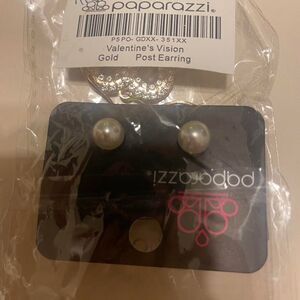 paparazzi
P5PO-GDXX-351XX
Valentine's Vision
Gold Post Earring
paparazzi